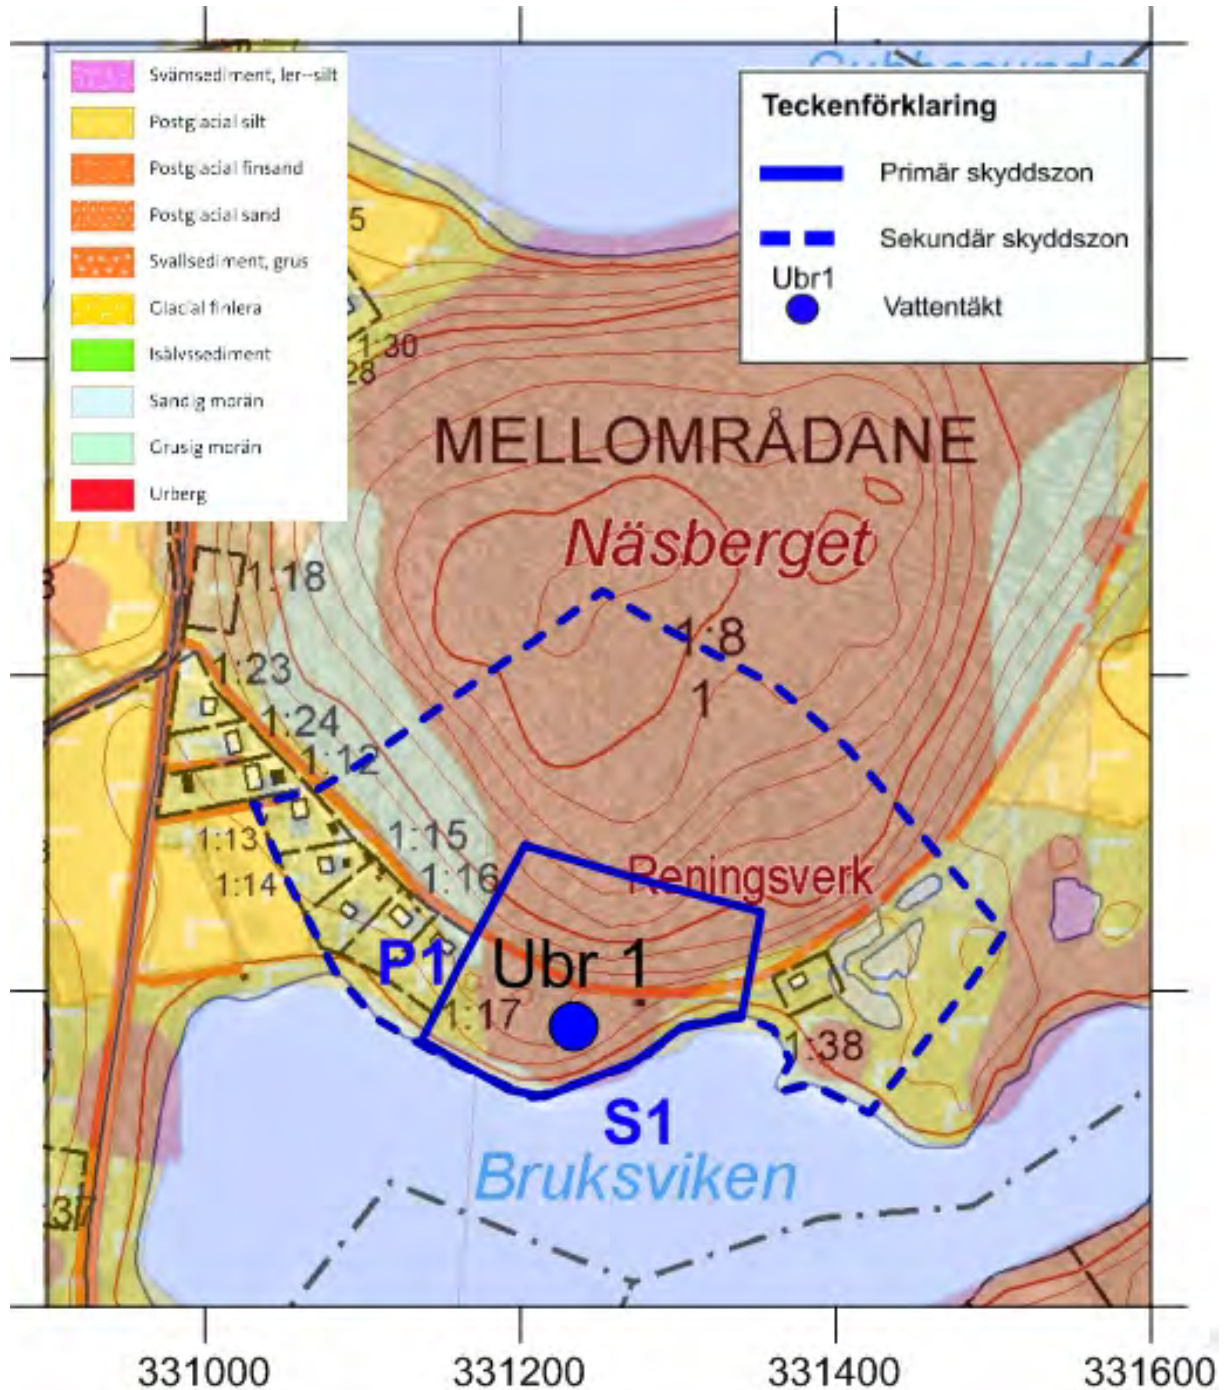 Svämsediment, ler--silt
Postglacial silt
Postglacial finsand
Postglacial sand
Svallsediment, grus
Glacial finlera
Isälvssediment
Sandig morän
Grusig morän
Urberg
Teckenförklaring
Primär skyddszon
Sekundär skyddszon
Ubr1
Vattentäkt
5
1:30
28
MELLOMRÅDANE
Näsberget
1:18
1:8
1
1:23
1:24
1:12
1:13
1:15
1:14
1:16
Reningsverk
P1
Ubr 1
1:17
1:38
S1
Bruksviken
:37
331000
331200
331400
331600